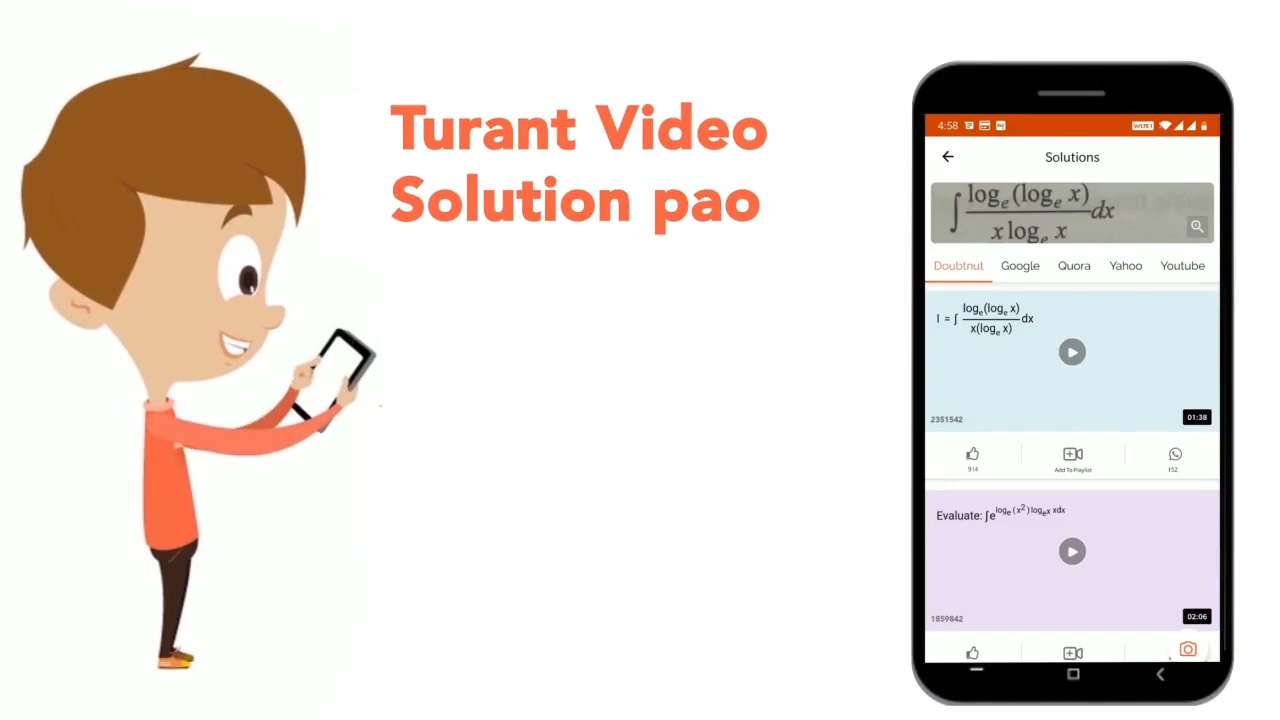 Turant Video
Solution pao
4:58
VoLTE1
Solutions
∫ logₑ(logₑ x) / x logₑ x dx
Doubtnut Google Quora Yahoo Youtube
I = ∫ logₑ(logₑ x) / x(logₑ x) dx
2351542 01:38
914 Add To Playlist 152
Evaluate: ∫e^logₑ(x²)logₑx xdx
1859842 02:06